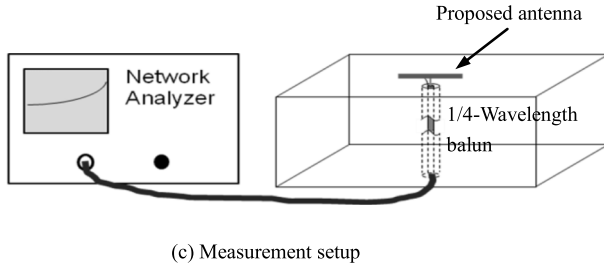 Proposed antenna
Network
Analyzer
1/4-Wavelength
balun
(c) Measurement setup